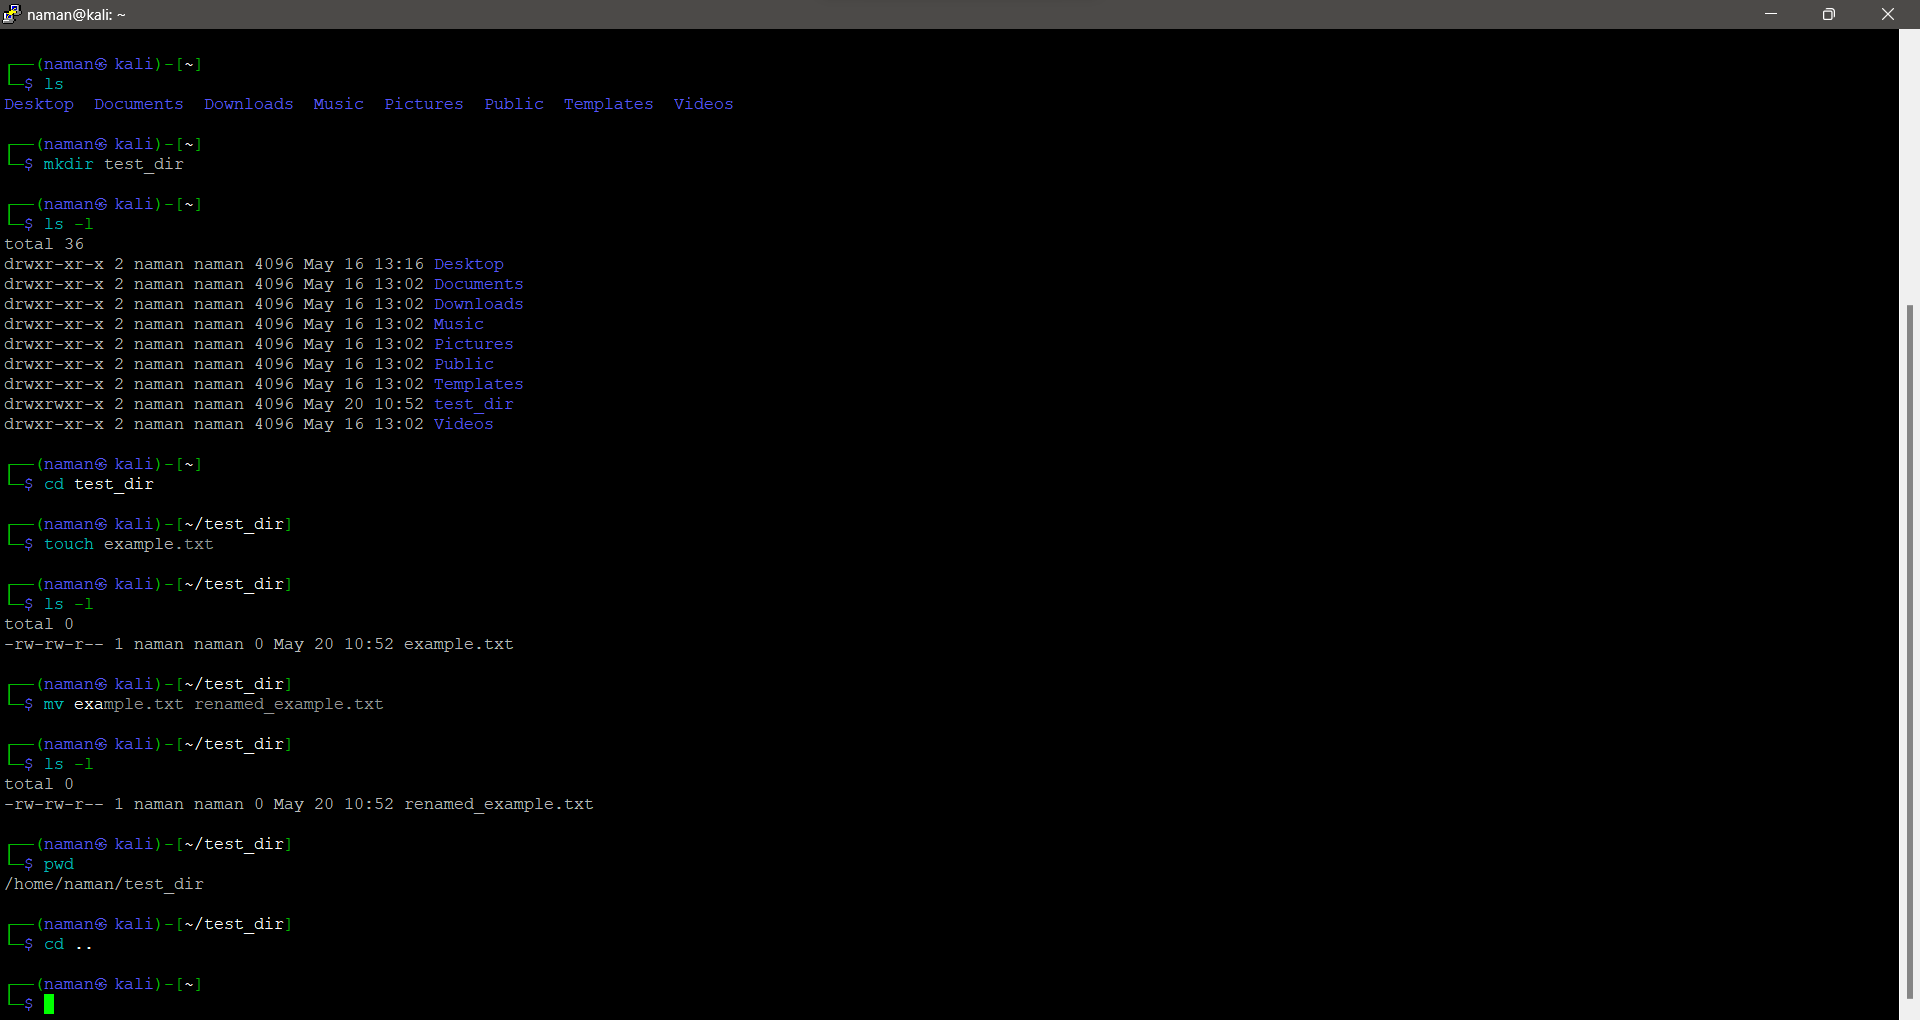 naman@kali: ~
┌──(naman㉿kali)-[~]
└─$ ls
Desktop  Documents  Downloads  Music  Pictures  Public  Templates  Videos
┌──(naman㉿kali)-[~]
└─$ mkdir test_dir
┌──(naman㉿kali)-[~]
└─$ ls -l
total 36
drwxr-xr-x 2 naman naman 4096 May 16 13:16 Desktop
drwxr-xr-x 2 naman naman 4096 May 16 13:02 Documents
drwxr-xr-x 2 naman naman 4096 May 16 13:02 Downloads
drwxr-xr-x 2 naman naman 4096 May 16 13:02 Music
drwxr-xr-x 2 naman naman 4096 May 16 13:02 Pictures
drwxr-xr-x 2 naman naman 4096 May 16 13:02 Public
drwxr-xr-x 2 naman naman 4096 May 16 13:02 Templates
drwxrwxr-x 2 naman naman 4096 May 20 10:52 test_dir
drwxr-xr-x 2 naman naman 4096 May 16 13:02 Videos
┌──(naman㉿kali)-[~]
└─$ cd test_dir
┌──(naman㉿kali)-[~/test_dir]
└─$ touch example.txt
┌──(naman㉿kali)-[~/test_dir]
└─$ ls -l
total 0
-rw-rw-r-- 1 naman naman 0 May 20 10:52 example.txt
┌──(naman㉿kali)-[~/test_dir]
└─$ mv example.txt renamed_example.txt
┌──(naman㉿kali)-[~/test_dir]
└─$ ls -l
total 0
-rw-rw-r-- 1 naman naman 0 May 20 10:52 renamed_example.txt
┌──(naman㉿kali)-[~/test_dir]
└─$ pwd
/home/naman/test_dir
┌──(naman㉿kali)-[~/test_dir]
└─$ cd ..
┌──(naman㉿kali)-[~]
└─$